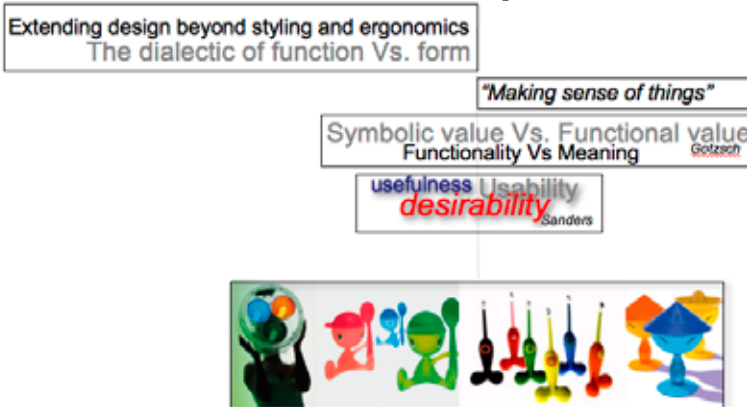 Extending design beyond styling and ergonomics
The dialectic of function Vs. form
“Making sense of things”
Symbolic value Vs. Functional value
Functionality Vs Meaning
Gotzsch
usefulness Usability
desirability
Sanders